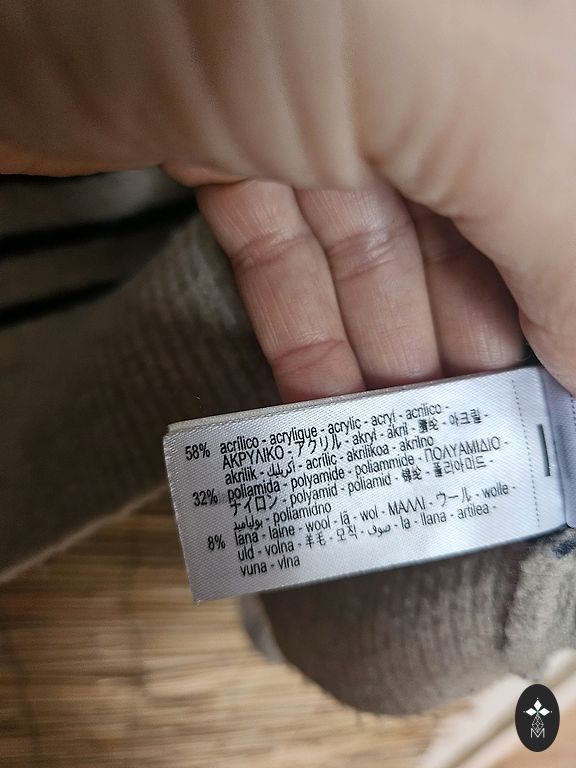 58% acrílico - acrylique - acrylic - acryl - acrilico -
ΑΚΡΥΛΙΚΟ - アクリル - akryl - akril - 腈纶 - 아크릴 -
akrilik - أكريليك - acrilic - akrilikoa - akrilno
32% poliamida - polyamide - poliammide - ΠΟΛΥΑΜΙΔΙΟ -
ナイロン - polyamid - poliamid - 锦纶 - 폴리아미드 -
بوليأميد - poliamidno
8% lana - laine - wool - lã - wol - ΜΑΛΛΙ - ウール - wolle -
uld - volna - 羊毛 - 모직 - صوف - la - llana - artilea -
vuna - vlna
M